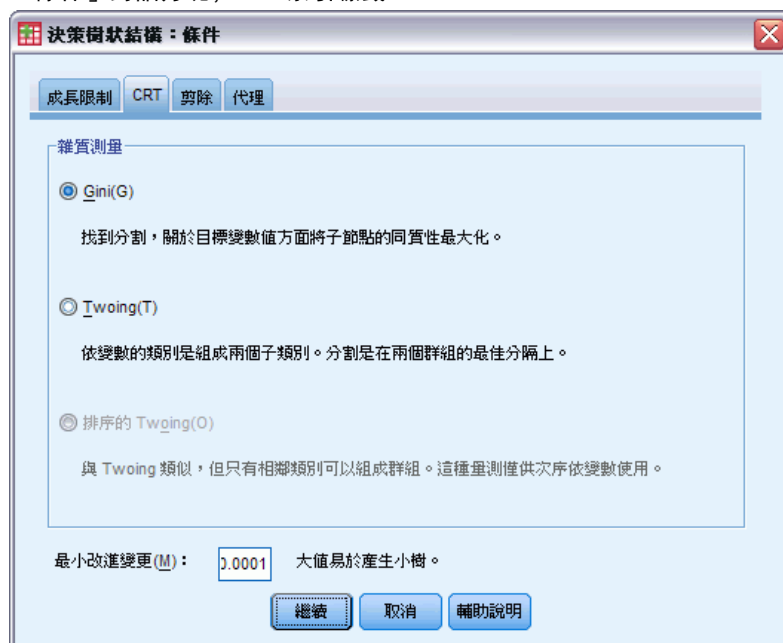 決策樹狀結構：條件
成長限制 CRT 剪除 代理
雜質測量
Gini(G)
找到分割，關於目標變數值方面將子節點的同質性最大化。
Twoing(T)
依變數的類別是組成兩個子類別。分割是在兩個群組的最佳分隔上。
排序的 Twoing(O)
與 Twoing 類似，但只有相鄰類別可以組成群組。這種量測僅供次序依變數使用。
最小改進變更(M)： 0.0001 大值易於產生小樹。
繼續 取消 輔助說明